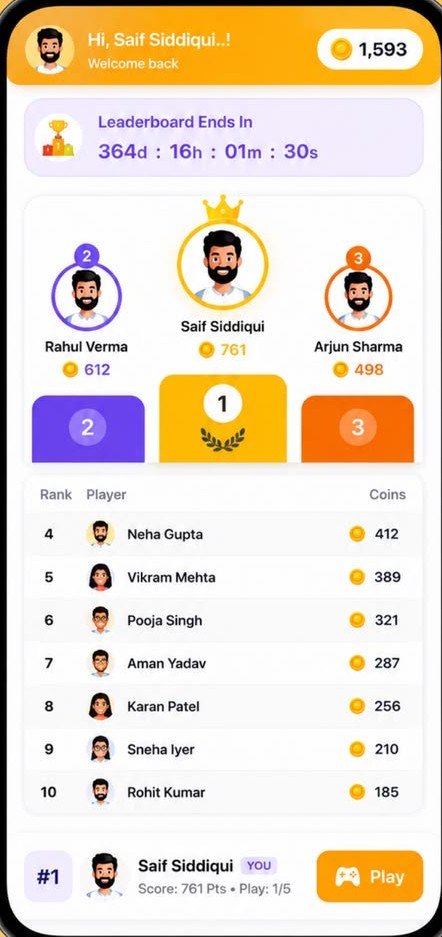 Hi, Saif Siddiqui..!
Welcome back
1,593
Leaderboard Ends In
364d : 16h : 01m : 30s
2
3
Rahul Verma
612
Saif Siddiqui
761
Arjun Sharma
498
2
1
3
Rank Player Coins
4 Neha Gupta 412
5 Vikram Mehta 389
6 Pooja Singh 321
7 Aman Yadav 287
8 Karan Patel 256
9 Sneha Iyer 210
10 Rohit Kumar 185
#1
Saif Siddiqui YOU
Score: 761 Pts • Play: 1/5
Play